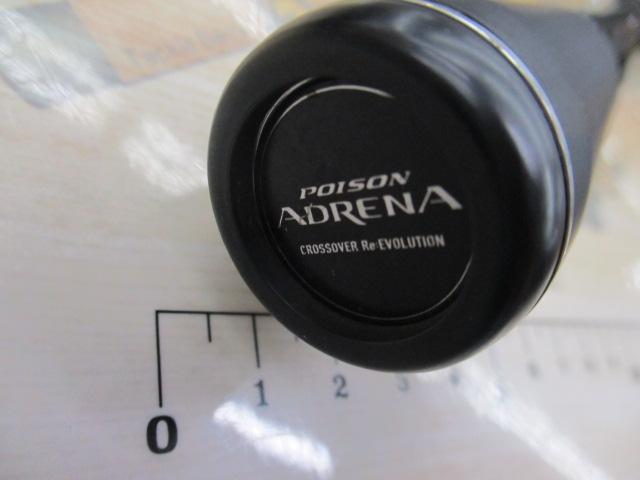 POISON
ADRENA
CROSSOVER Re:EVOLUTION
0 1 2 3